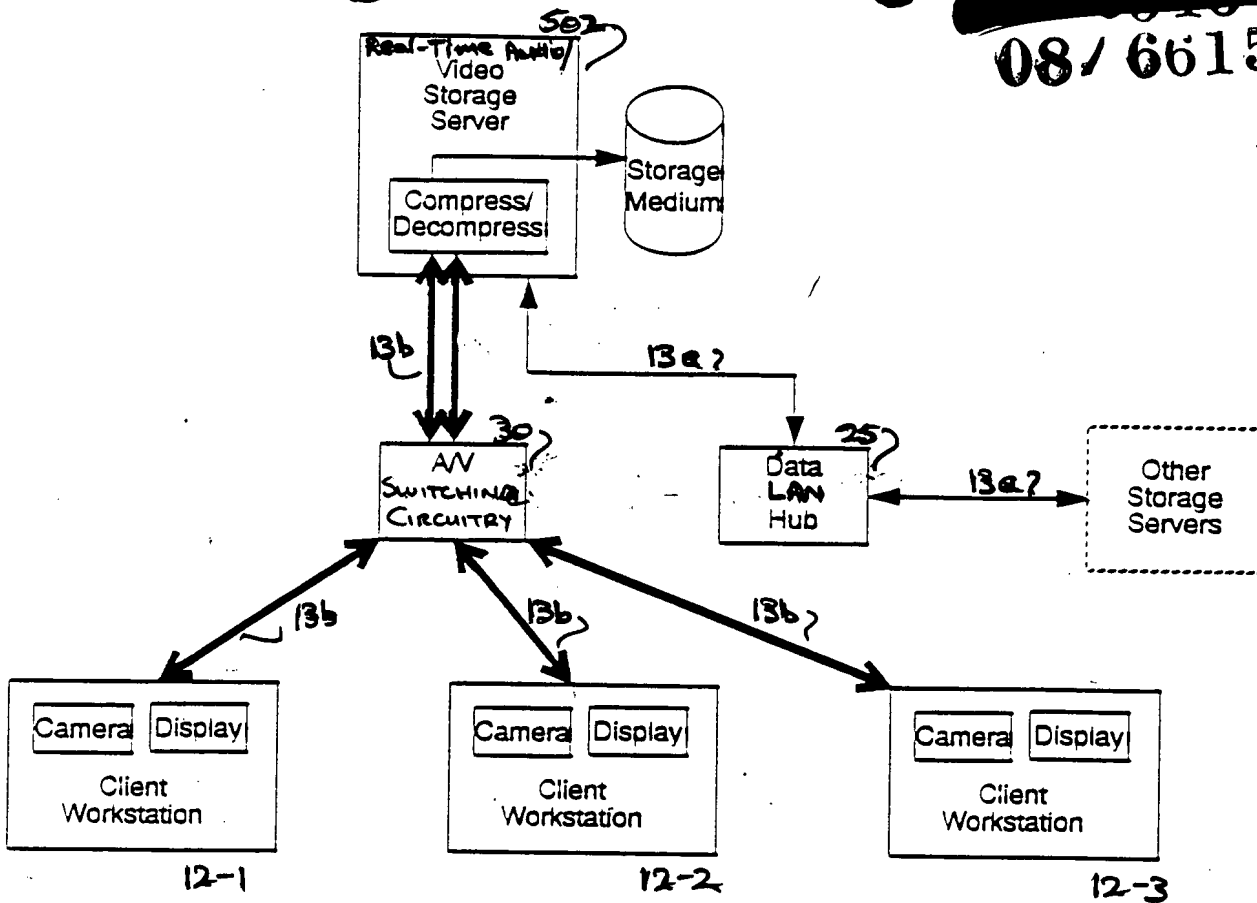 08/6615
502
Real-Time Audio/
Video
Storage
Server
Compress/
Decompress
Storage
Medium
13b
13a?
30
A/V
SWITCHING
CIRCUITRY
25
Data
LAN
Hub
13a?
Other
Storage
Servers
13b
13b
13b
Camera
Display
Client
Workstation
12-1
Camera
Display
Client
Workstation
12-2
Camera
Display
Client
Workstation
12-3